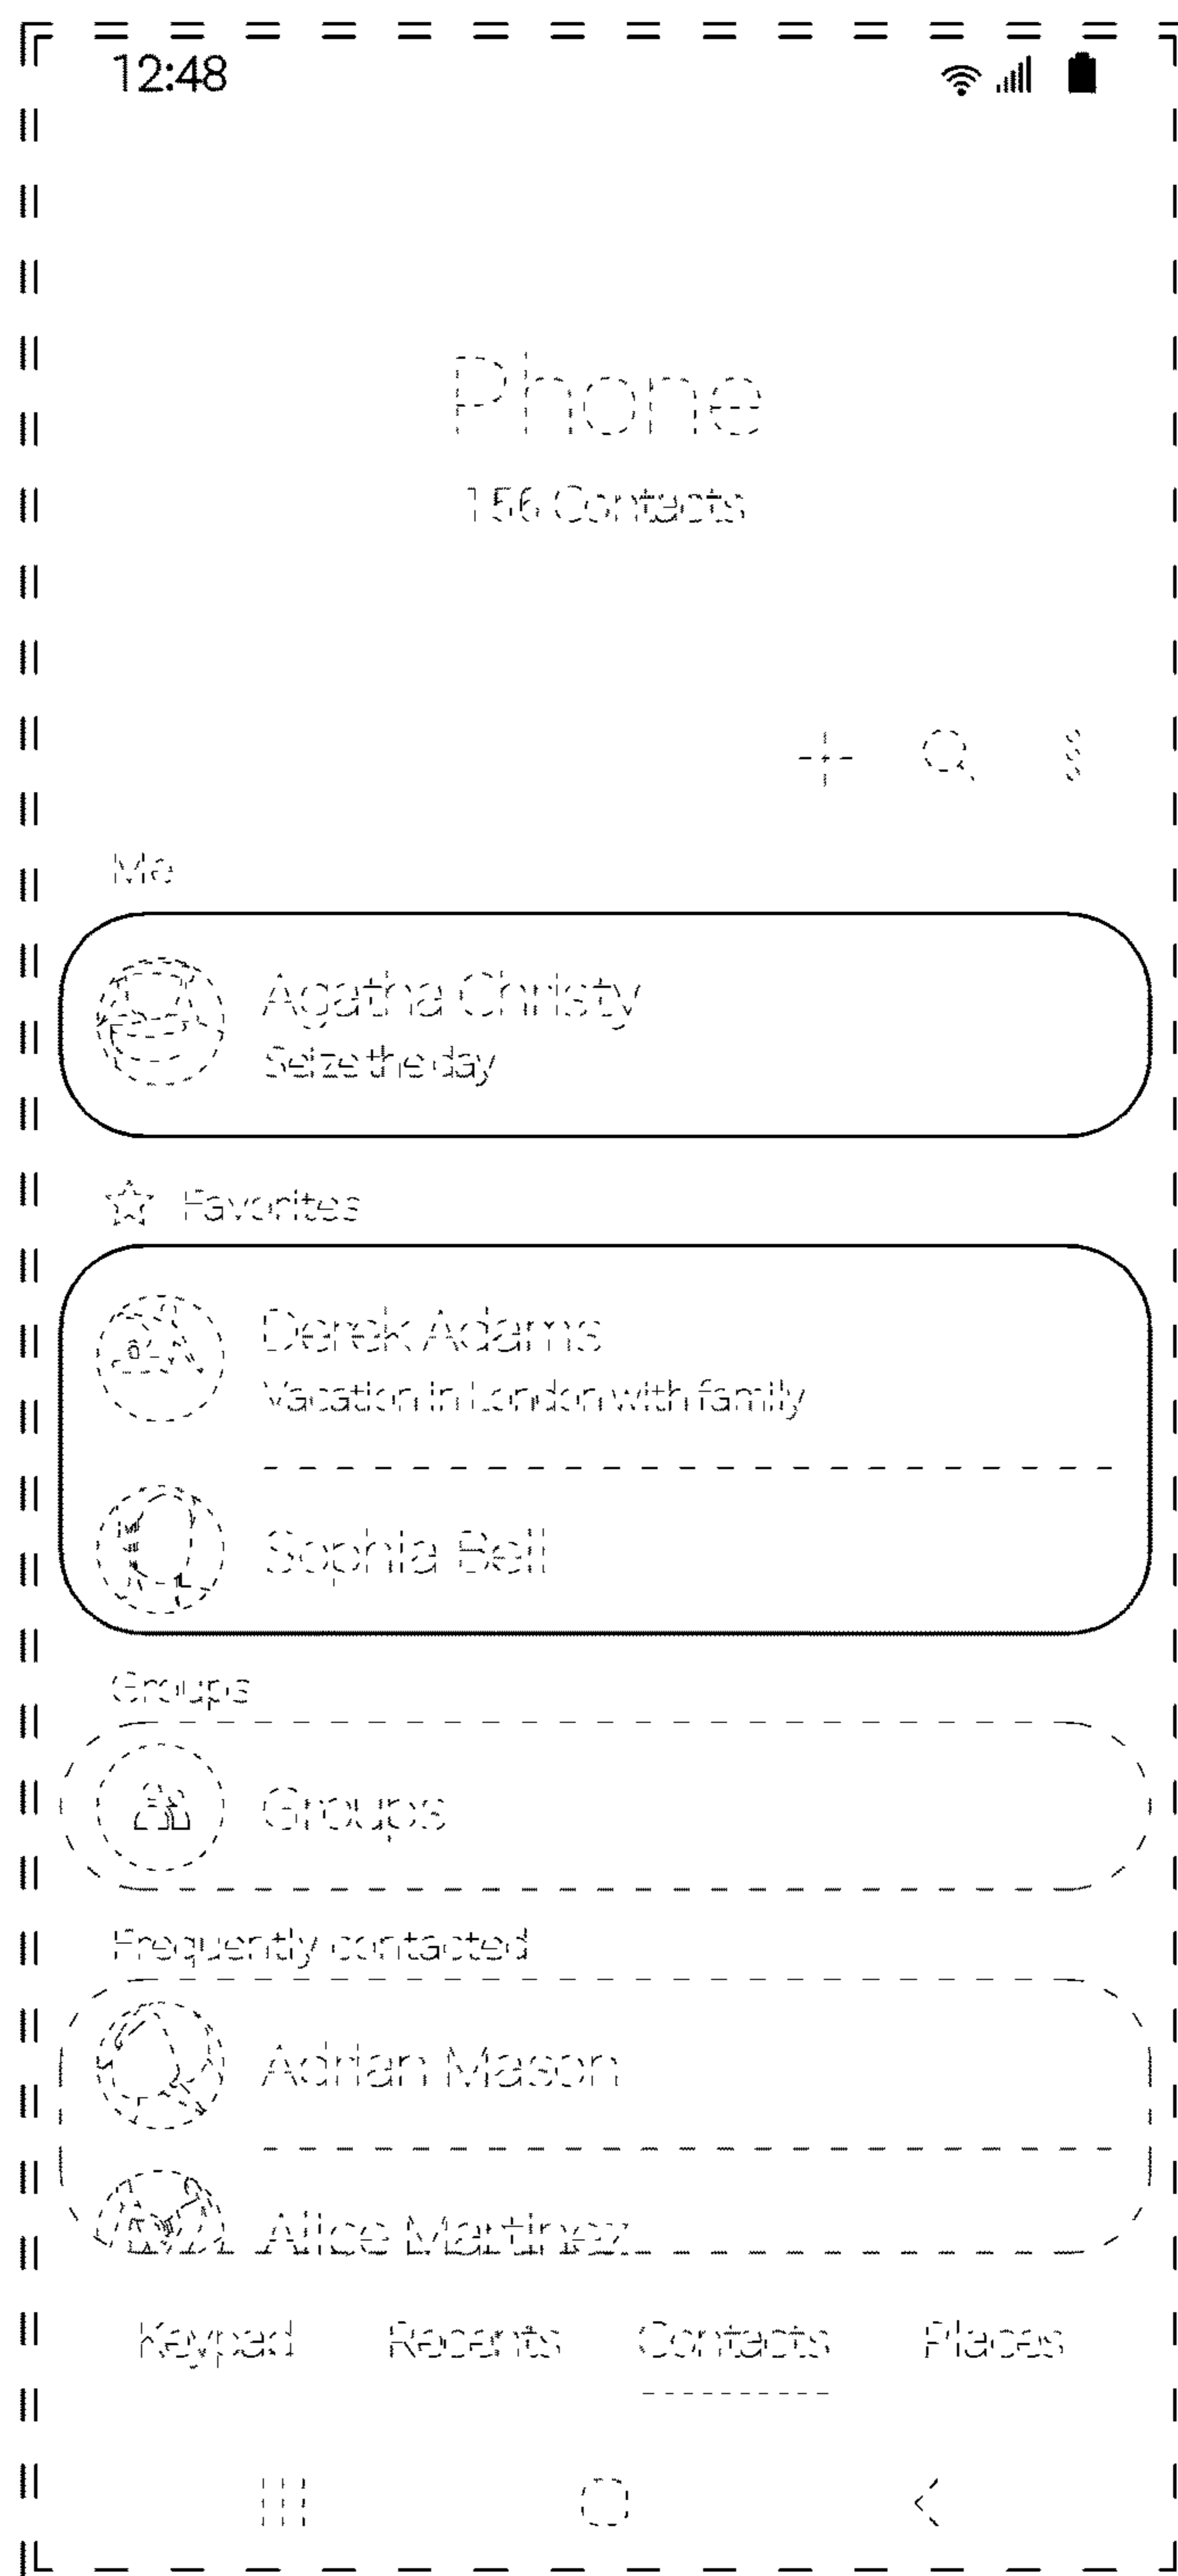 12:48
Phone
156 Contacts
Me
Agatha Christy
Seize the day
Favorites
Derek Adams
Vacation in London with family
Sophia Bell
Groups
Groups
Frequently contacted
Adrian Mason
Alice Martinez
Keypad Recents Contacts Places